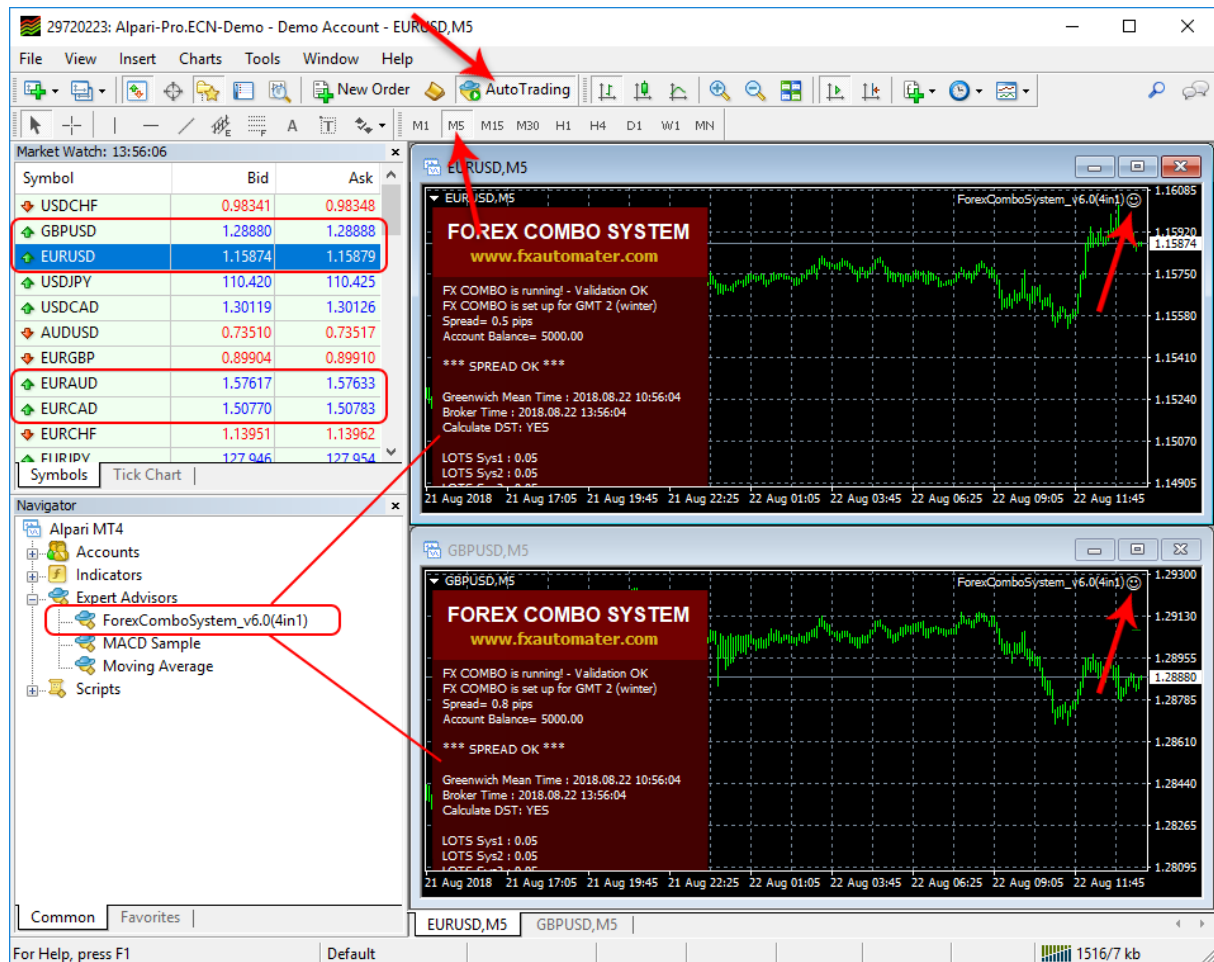 29720223: Alpari-Pro.ECN-Demo - Demo Account - EURUSD,M5
File View Insert Charts Tools Window Help
New Order AutoTrading
A T M1 M5 M15 M30 H1 H4 D1 W1 MN
Market Watch: 13:56:06
Symbol Bid Ask
USDCHF 0.98341 0.98348
GBPUSD 1.28880 1.28888
EURUSD 1.15874 1.15879
USDJPY 110.420 110.425
USDCAD 1.30119 1.30126
AUDUSD 0.73510 0.73517
EURGBP 0.89904 0.89910
EURAUD 1.57617 1.57633
EURCAD 1.50770 1.50783
EURCHF 1.13951 1.13962
EURJPY 127.946 127.954
Symbols Tick Chart
Navigator
Alpari MT4
Accounts
Indicators
Expert Advisors
ForexComboSystem_v6.0(4in1)
MACD Sample
Moving Average
Scripts
Common Favorites
EURUSD,M5
EURUSD,M5
ForexComboSystem_v6.0(4in1)
FOREX COMBO SYSTEM
www.fxautomater.com
FX COMBO is running! - Validation OK
FX COMBO is set up for GMT 2 (winter)
Spread= 0.5 pips
Account Balance= 5000.00
*** SPREAD OK ***
Greenwich Mean Time : 2018.08.22 10:56:04
Broker Time : 2018.08.22 13:56:04
Calculate DST: YES
LOTS Sys1 : 0.05
LOTS Sys2 : 0.05
1.16085
1.15920
1.15874
1.15750
1.15580
1.15410
1.15240
1.15070
1.14905
21 Aug 2018 21 Aug 17:05 21 Aug 19:45 21 Aug 22:25 22 Aug 01:05 22 Aug 03:45 22 Aug 06:25 22 Aug 09:05 22 Aug 11:45
GBPUSD,M5
GBPUSD,M5
ForexComboSystem_v6.0(4in1)
FOREX COMBO SYSTEM
www.fxautomater.com
FX COMBO is running! - Validation OK
FX COMBO is set up for GMT 2 (winter)
Spread= 0.8 pips
Account Balance= 5000.00
*** SPREAD OK ***
Greenwich Mean Time : 2018.08.22 10:56:04
Broker Time : 2018.08.22 13:56:04
Calculate DST: YES
LOTS Sys1 : 0.05
LOTS Sys2 : 0.05
1.29300
1.29130
1.28955
1.28880
1.28785
1.28610
1.28440
1.28265
1.28095
21 Aug 2018 21 Aug 17:05 21 Aug 19:45 21 Aug 22:25 22 Aug 01:05 22 Aug 03:45 22 Aug 06:25 22 Aug 09:05 22 Aug 11:45
EURUSD,M5 GBPUSD,M5
For Help, press F1 Default 1516/7 kb